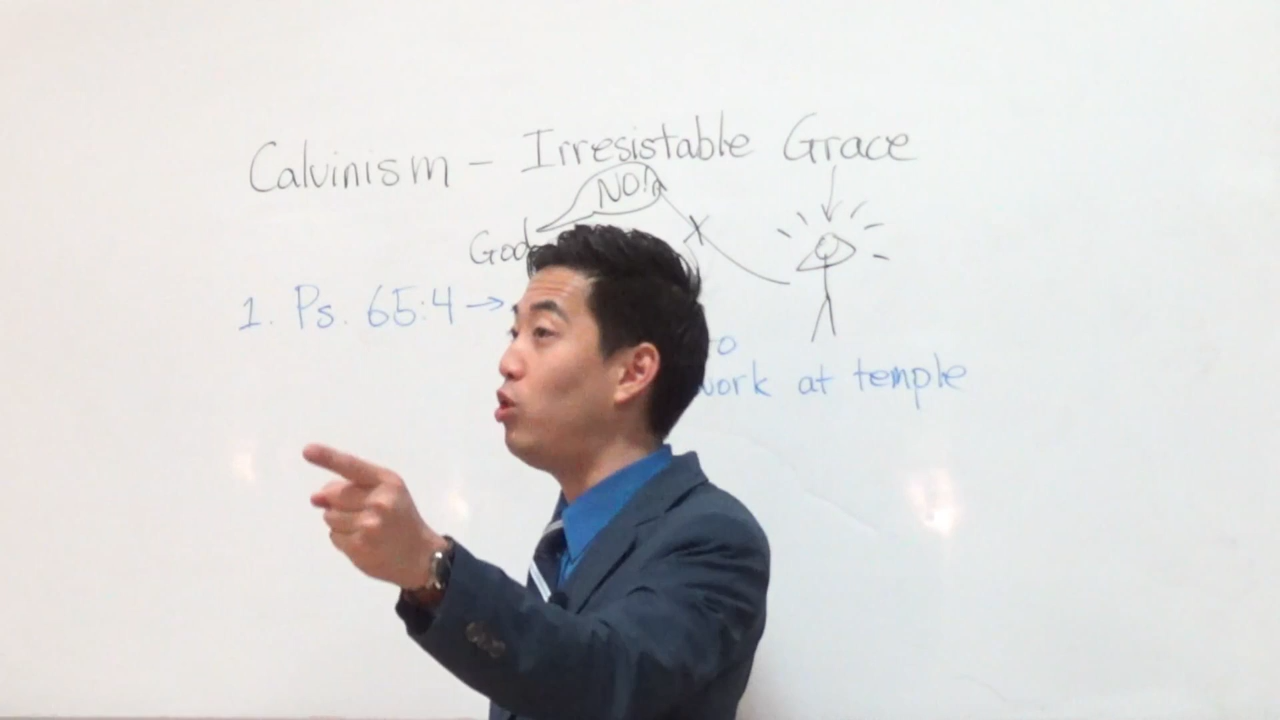 Calvinism - Irresistable Grace
NO!
God
1. Ps. 65:4 →
to
work at temple